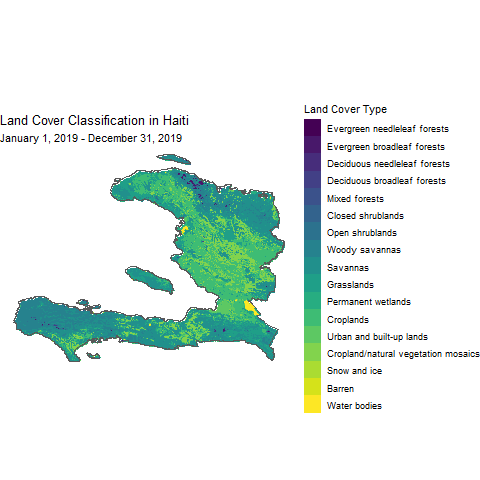 Land Cover Classification in Haiti
January 1, 2019 - December 31, 2019
Land Cover Type
Evergreen needleleaf forests
Evergreen broadleaf forests
Deciduous needleleaf forests
Deciduous broadleaf forests
Mixed forests
Closed shrublands
Open shrublands
Woody savannas
Savannas
Grasslands
Permanent wetlands
Croplands
Urban and built-up lands
Cropland/natural vegetation mosaics
Snow and ice
Barren
Water bodies